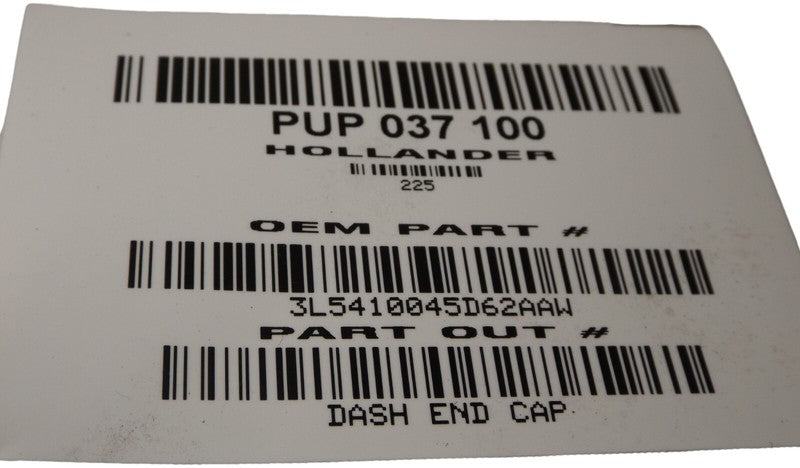 PUP 037 100
HOLLANDER
225
OEM PART #
3L5410045D62AAW
PART OUT #
DASH END CAP